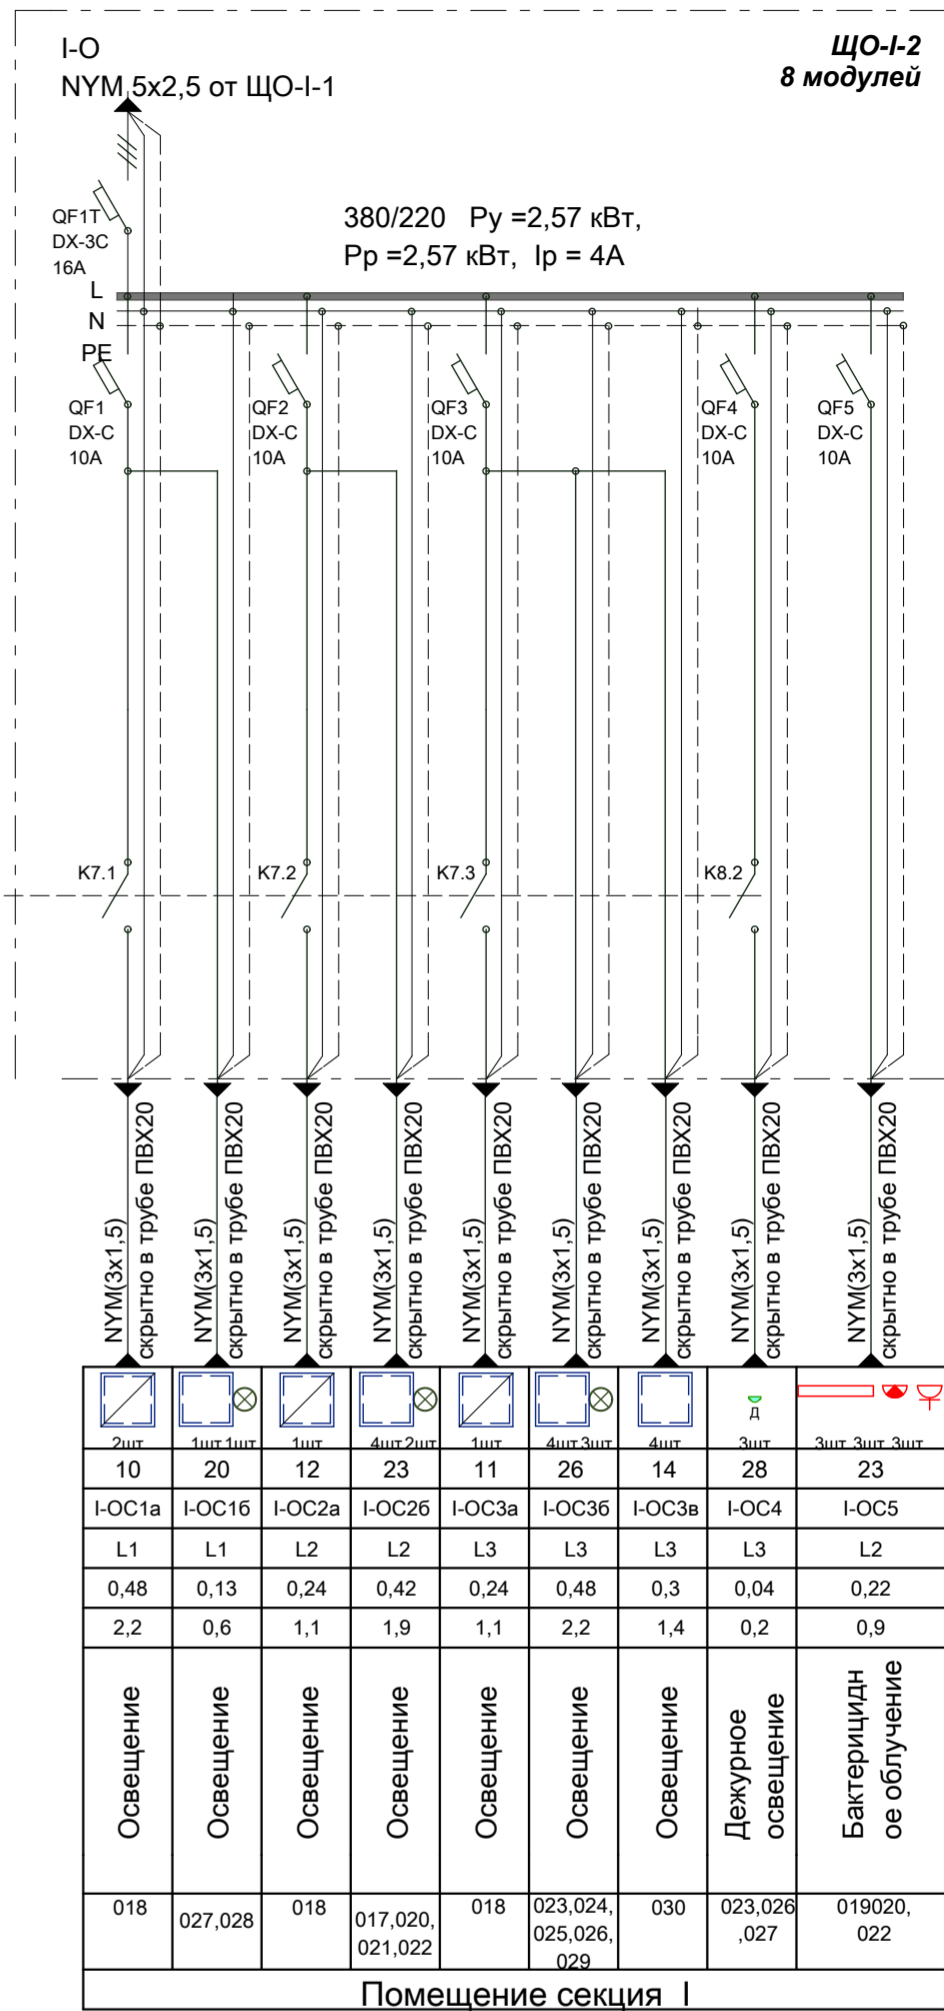 I-O
NYM 5x2,5 от ЩО-I-1
ЩО-I-2
8 модулей
380/220 Ру =2,57 кВт,
Рр =2,57 кВт, Iр = 4А
QF1T
DX-3C
16A
L
N
PE
QF1
DX-C
10A
QF2
DX-C
10A
QF3
DX-C
10A
QF4
DX-C
10A
QF5
DX-C
10A
K7.1
K7.2
K7.3
K8.2
NYM(3x1,5)
скрытно в трубе ПВХ20
NYM(3x1,5)
скрытно в трубе ПВХ20
NYM(3x1,5)
скрытно в трубе ПВХ20
NYM(3x1,5)
скрытно в трубе ПВХ20
NYM(3x1,5)
скрытно в трубе ПВХ20
NYM(3x1,5)
скрытно в трубе ПВХ20
NYM(3x1,5)
скрытно в трубе ПВХ20
NYM(3x1,5)
скрытно в трубе ПВХ20
NYM(3x1,5)
скрытно в трубе ПВХ20
Д
2шт 1шт 1шт 1шт 4шт 2шт 1шт 4шт 3шт 4шт 3шт 3шт 3шт 3шт
10 20 12 23 11 26 14 28 23
I-ОС1а I-ОС1б I-ОС2а I-ОС2б I-ОС3а I-ОС3б I-ОС3в I-ОС4 I-ОС5
L1 L1 L2 L2 L3 L3 L3 L3 L2
0,48 0,13 0,24 0,42 0,24 0,48 0,3 0,04 0,22
2,2 0,6 1,1 1,9 1,1 2,2 1,4 0,2 0,9
Освещение
Освещение
Освещение
Освещение
Освещение
Освещение
Освещение
Дежурное
освещение
Бактерицидн
ое облучение
018
027,028
018
017,020,
021,022
018
023,024,
025,026,
029
030
023,026
,027
019020,
022
Помещение секция I